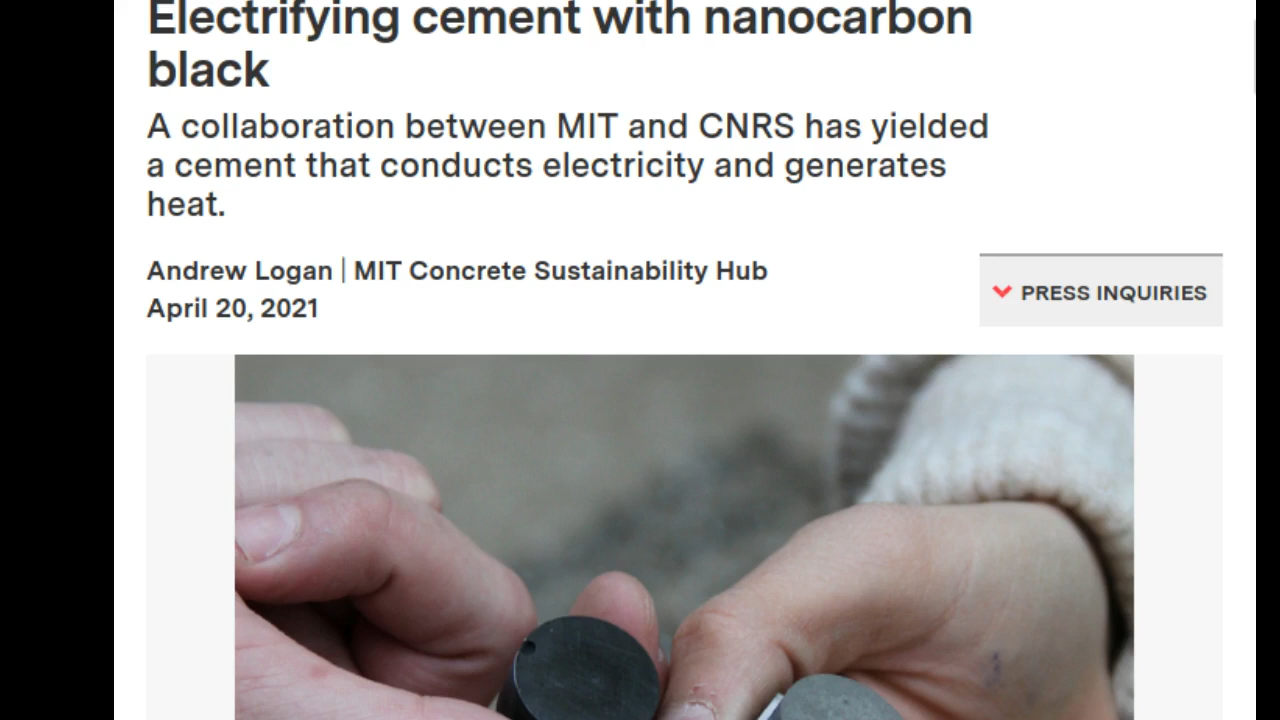 Electrifying cement with nanocarbon
black
A collaboration between MIT and CNRS has yielded
a cement that conducts electricity and generates
heat.
Andrew Logan | MIT Concrete Sustainability Hub
April 20, 2021
PRESS INQUIRIES